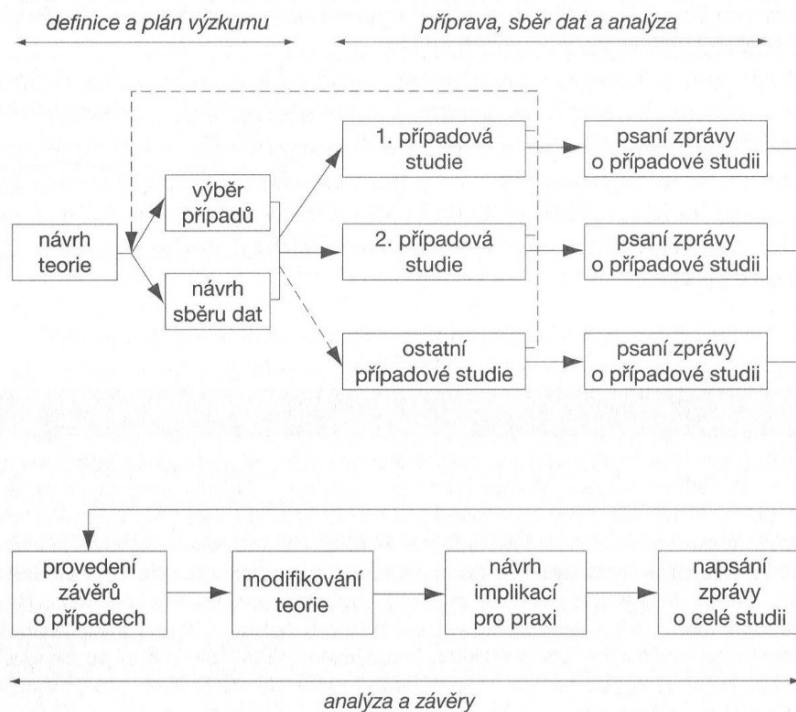 definice a plán výzkumu
příprava, sběr dat a analýza
návrh
teorie
výběr
případů
návrh
sběru dat
1. případová
studie
psaní zprávy
o případové studii
2. případová
studie
psaní zprávy
o případové studii
ostatní
případové studie
psaní zprávy
o případové studii
provedení
závěrů
o případech
modifikování
teorie
návrh
implikací
pro praxi
napsání
zprávy
o celé studii
analýza a závěry